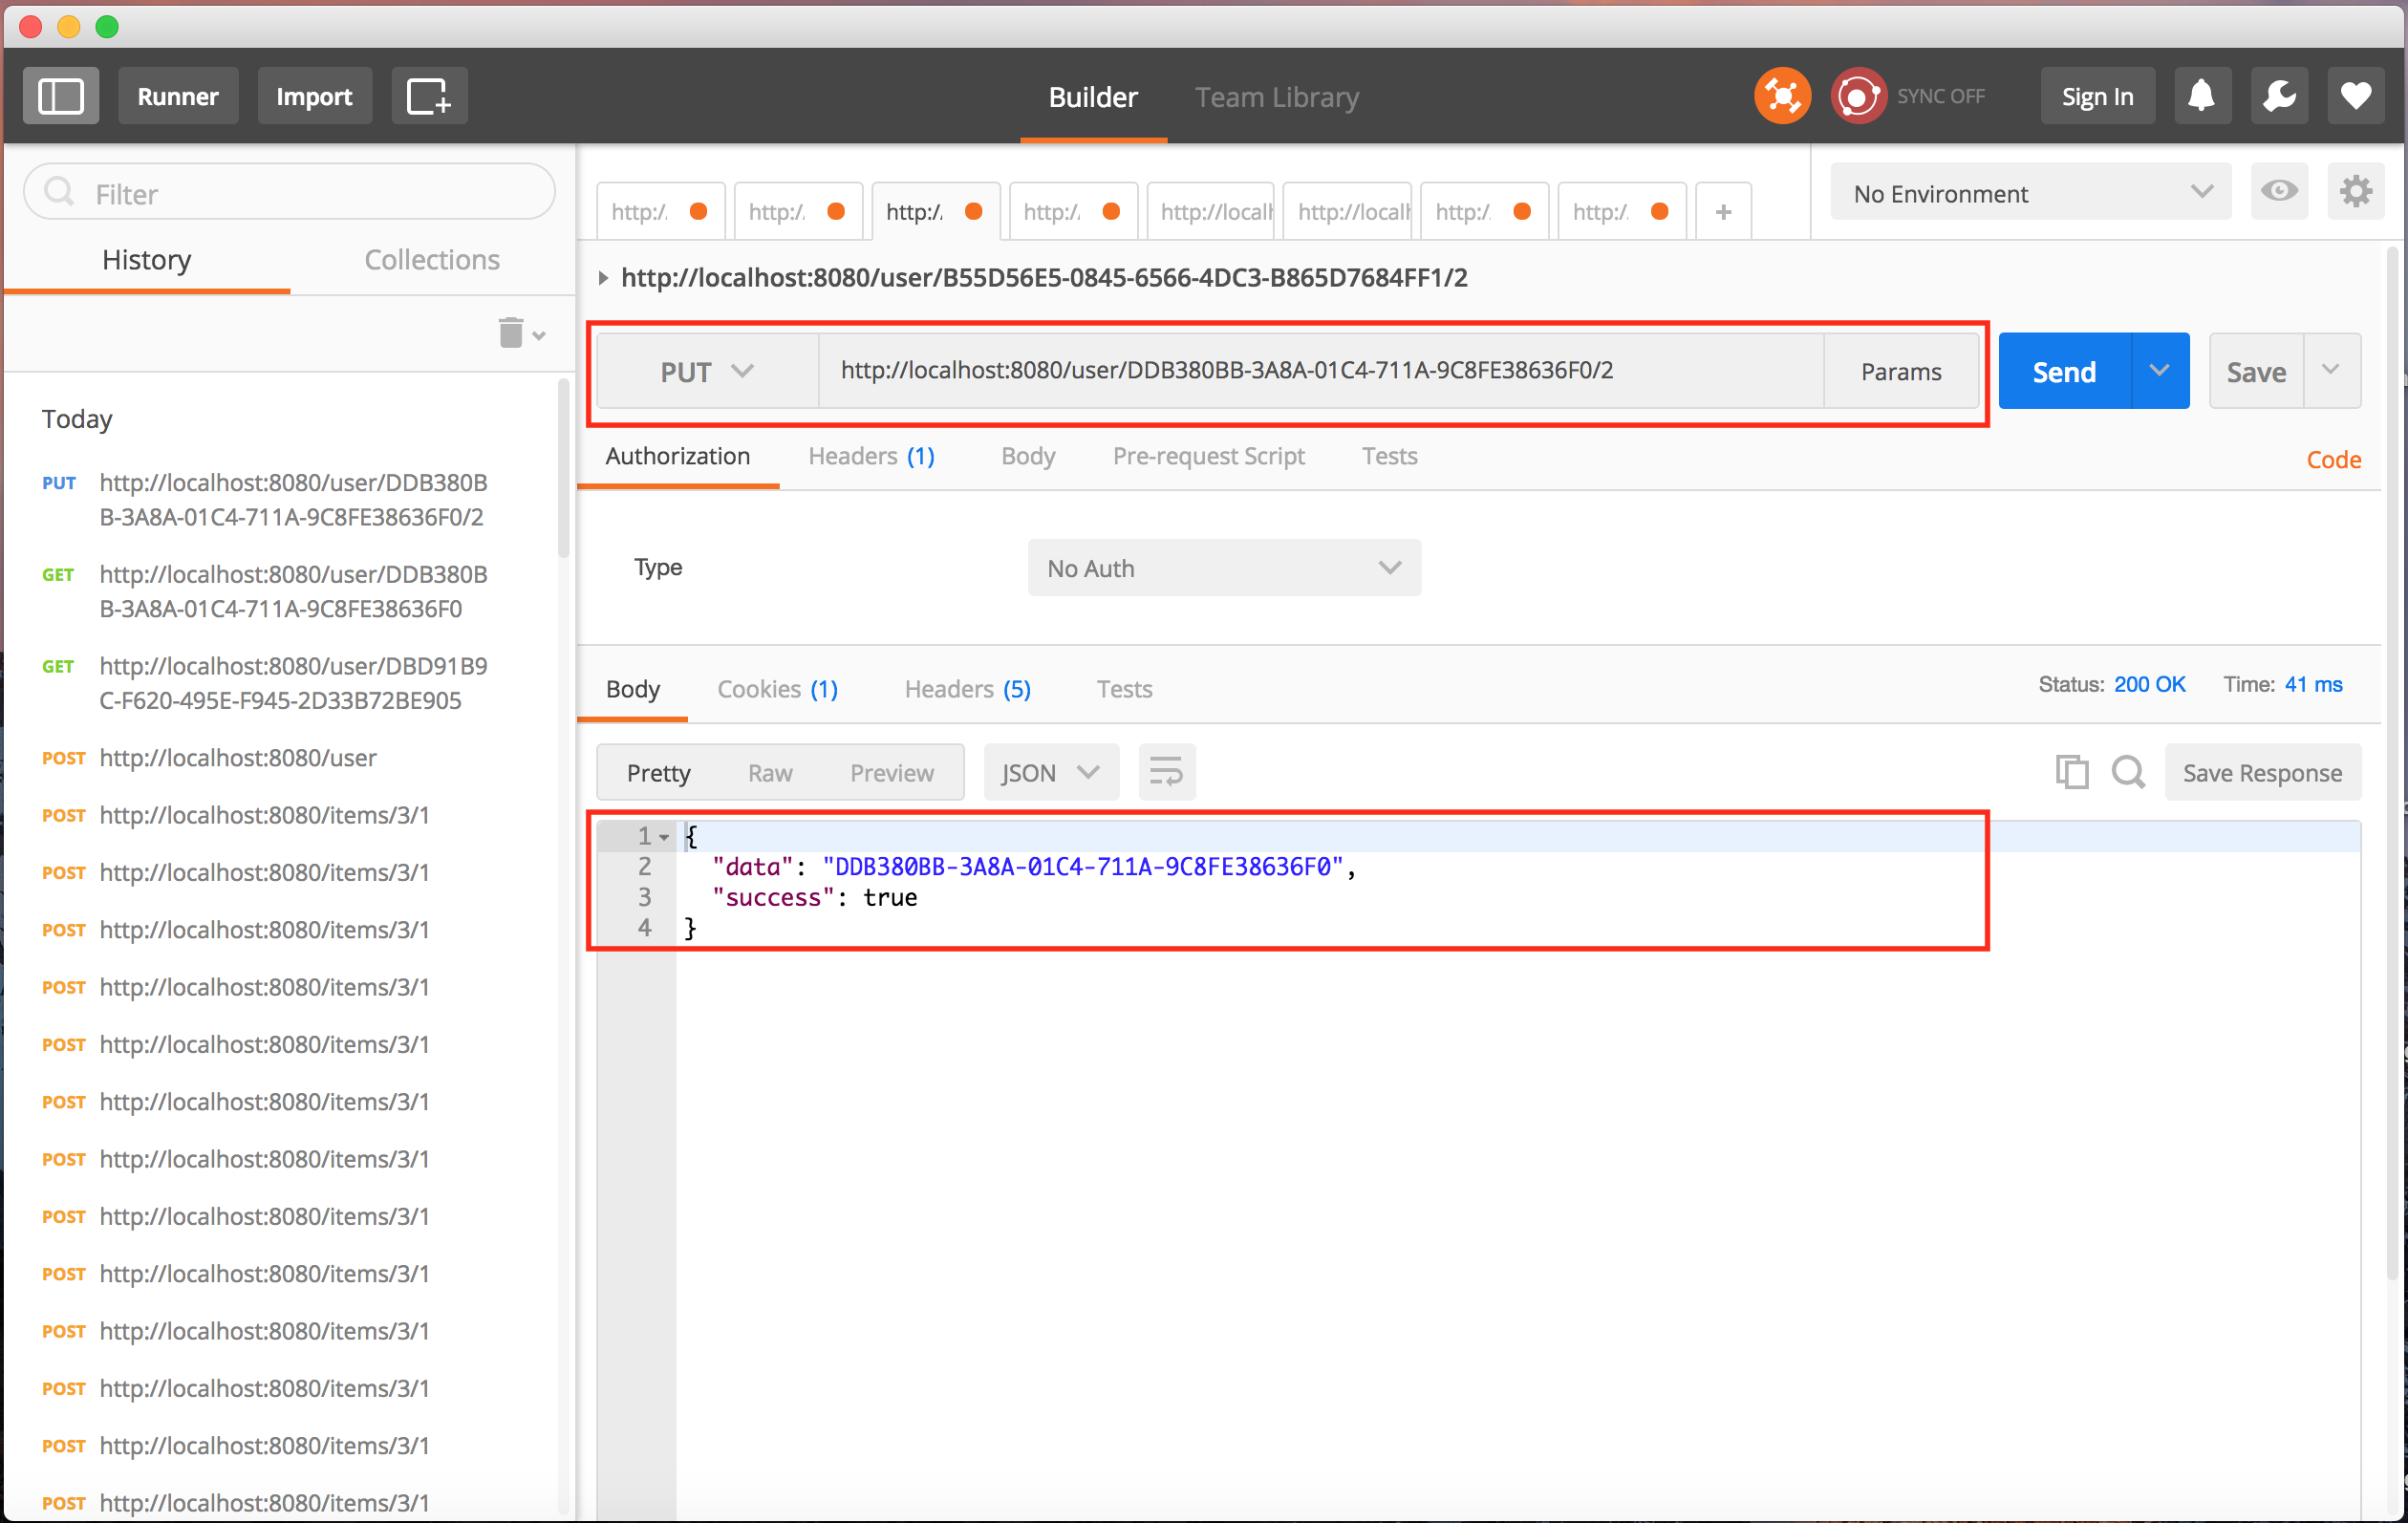 Runner
Import
Builder
Team Library
SYNC OFF
Sign In
Filter
History
Collections
Today
PUT http://localhost:8080/user/DDB380B
B-3A8A-01C4-711A-9C8FE38636F0/2
GET http://localhost:8080/user/DDB380B
B-3A8A-01C4-711A-9C8FE38636F0
GET http://localhost:8080/user/DBD91B9
C-F620-495E-F945-2D33B72BE905
POST http://localhost:8080/user
POST http://localhost:8080/items/3/1
POST http://localhost:8080/items/3/1
POST http://localhost:8080/items/3/1
POST http://localhost:8080/items/3/1
POST http://localhost:8080/items/3/1
POST http://localhost:8080/items/3/1
POST http://localhost:8080/items/3/1
POST http://localhost:8080/items/3/1
POST http://localhost:8080/items/3/1
POST http://localhost:8080/items/3/1
POST http://localhost:8080/items/3/1
POST http://localhost:8080/items/3/1
POST http://localhost:8080/items/3/1
http:/. http:/. http:/. http:/. http://localh http://localh http:/. http:/. +
No Environment
http://localhost:8080/user/B55D56E5-0845-6566-4DC3-B865D7684FF1/2
PUT http://localhost:8080/user/DDB380BB-3A8A-01C4-711A-9C8FE38636F0/2 Params
Send
Save
Authorization Headers (1) Body Pre-request Script Tests Code
Type No Auth
Body Cookies (1) Headers (5) Tests Status: 200 OK Time: 41 ms
Pretty Raw Preview JSON Save Response
1 {
2 "data": "DDB380BB-3A8A-01C4-711A-9C8FE38636F0",
3 "success": true
4 }